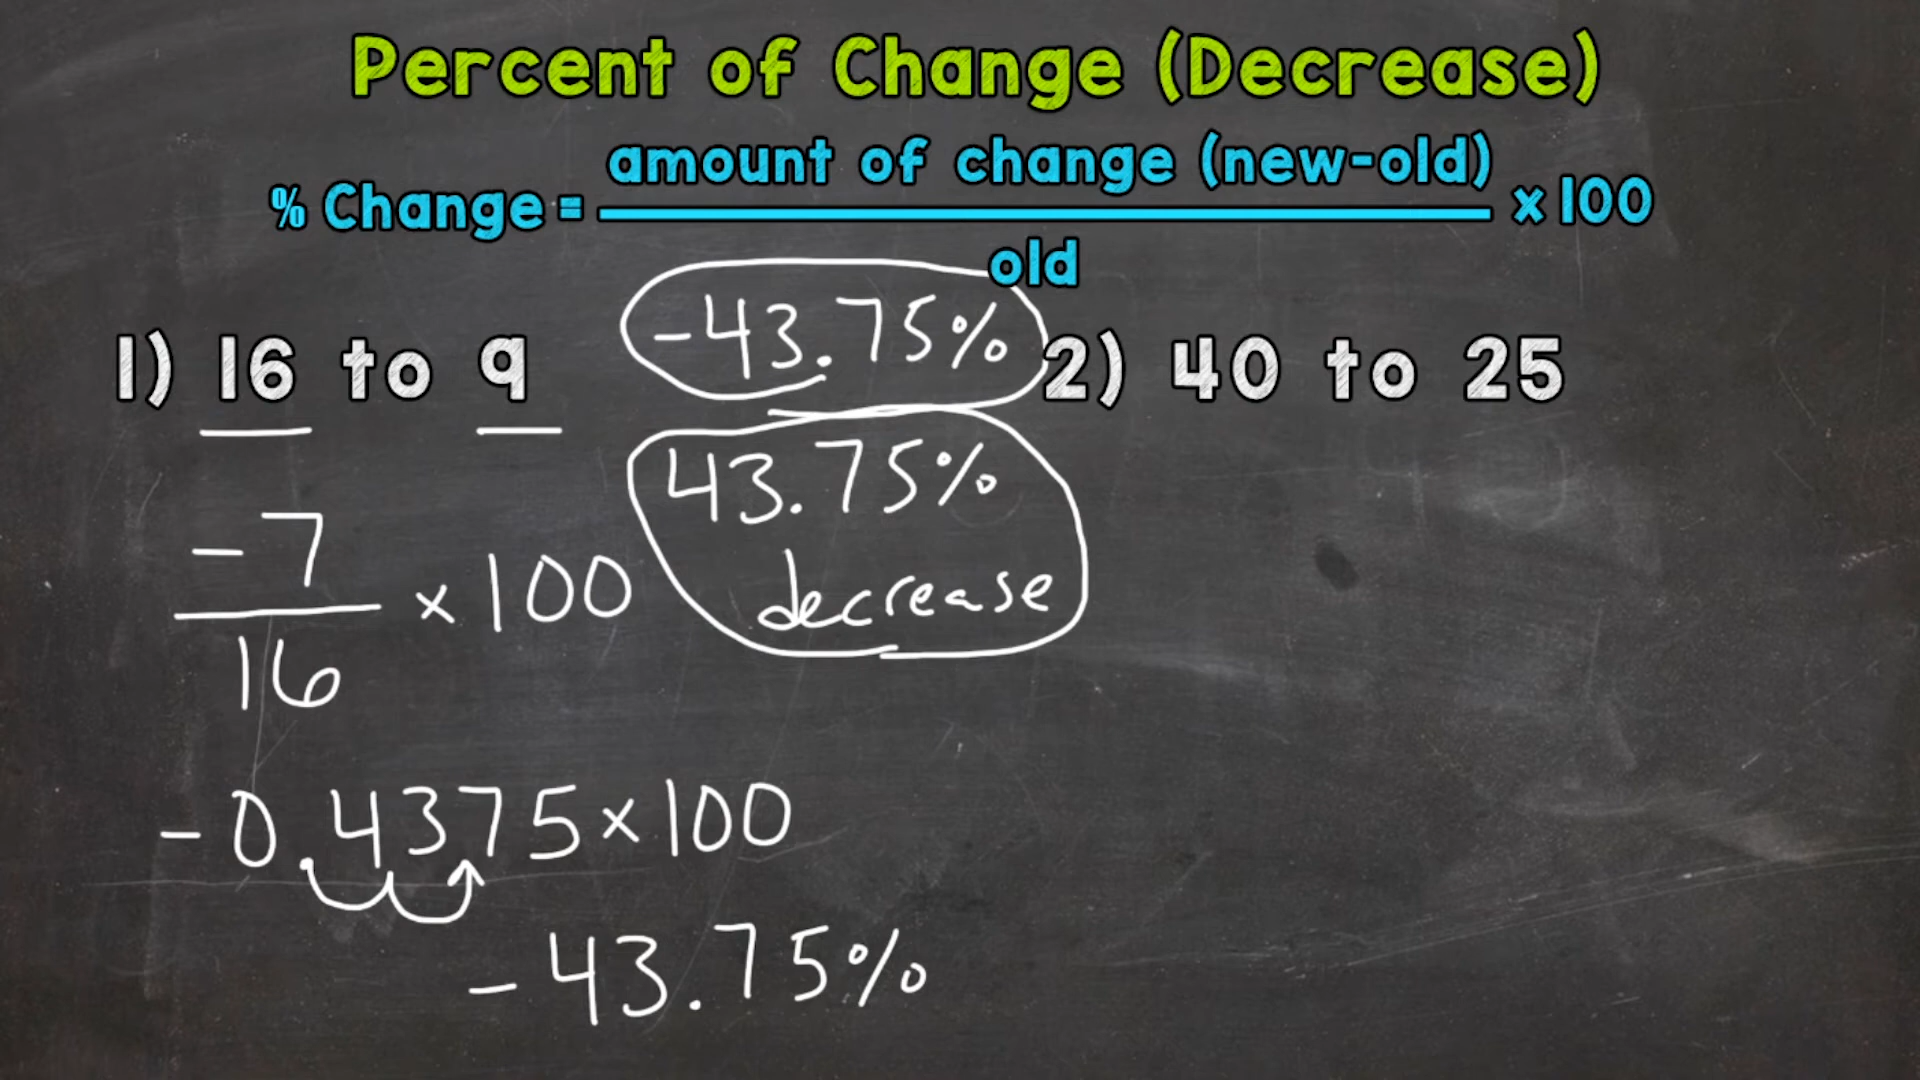 Percent of Change (Decrease)
% Change = amount of change (new-old) / old × 100
1) 16 to 9
-43.75%
43.75%
decrease
-7
16
× 100
-0.4375 × 100
-43.75%
2) 40 to 25